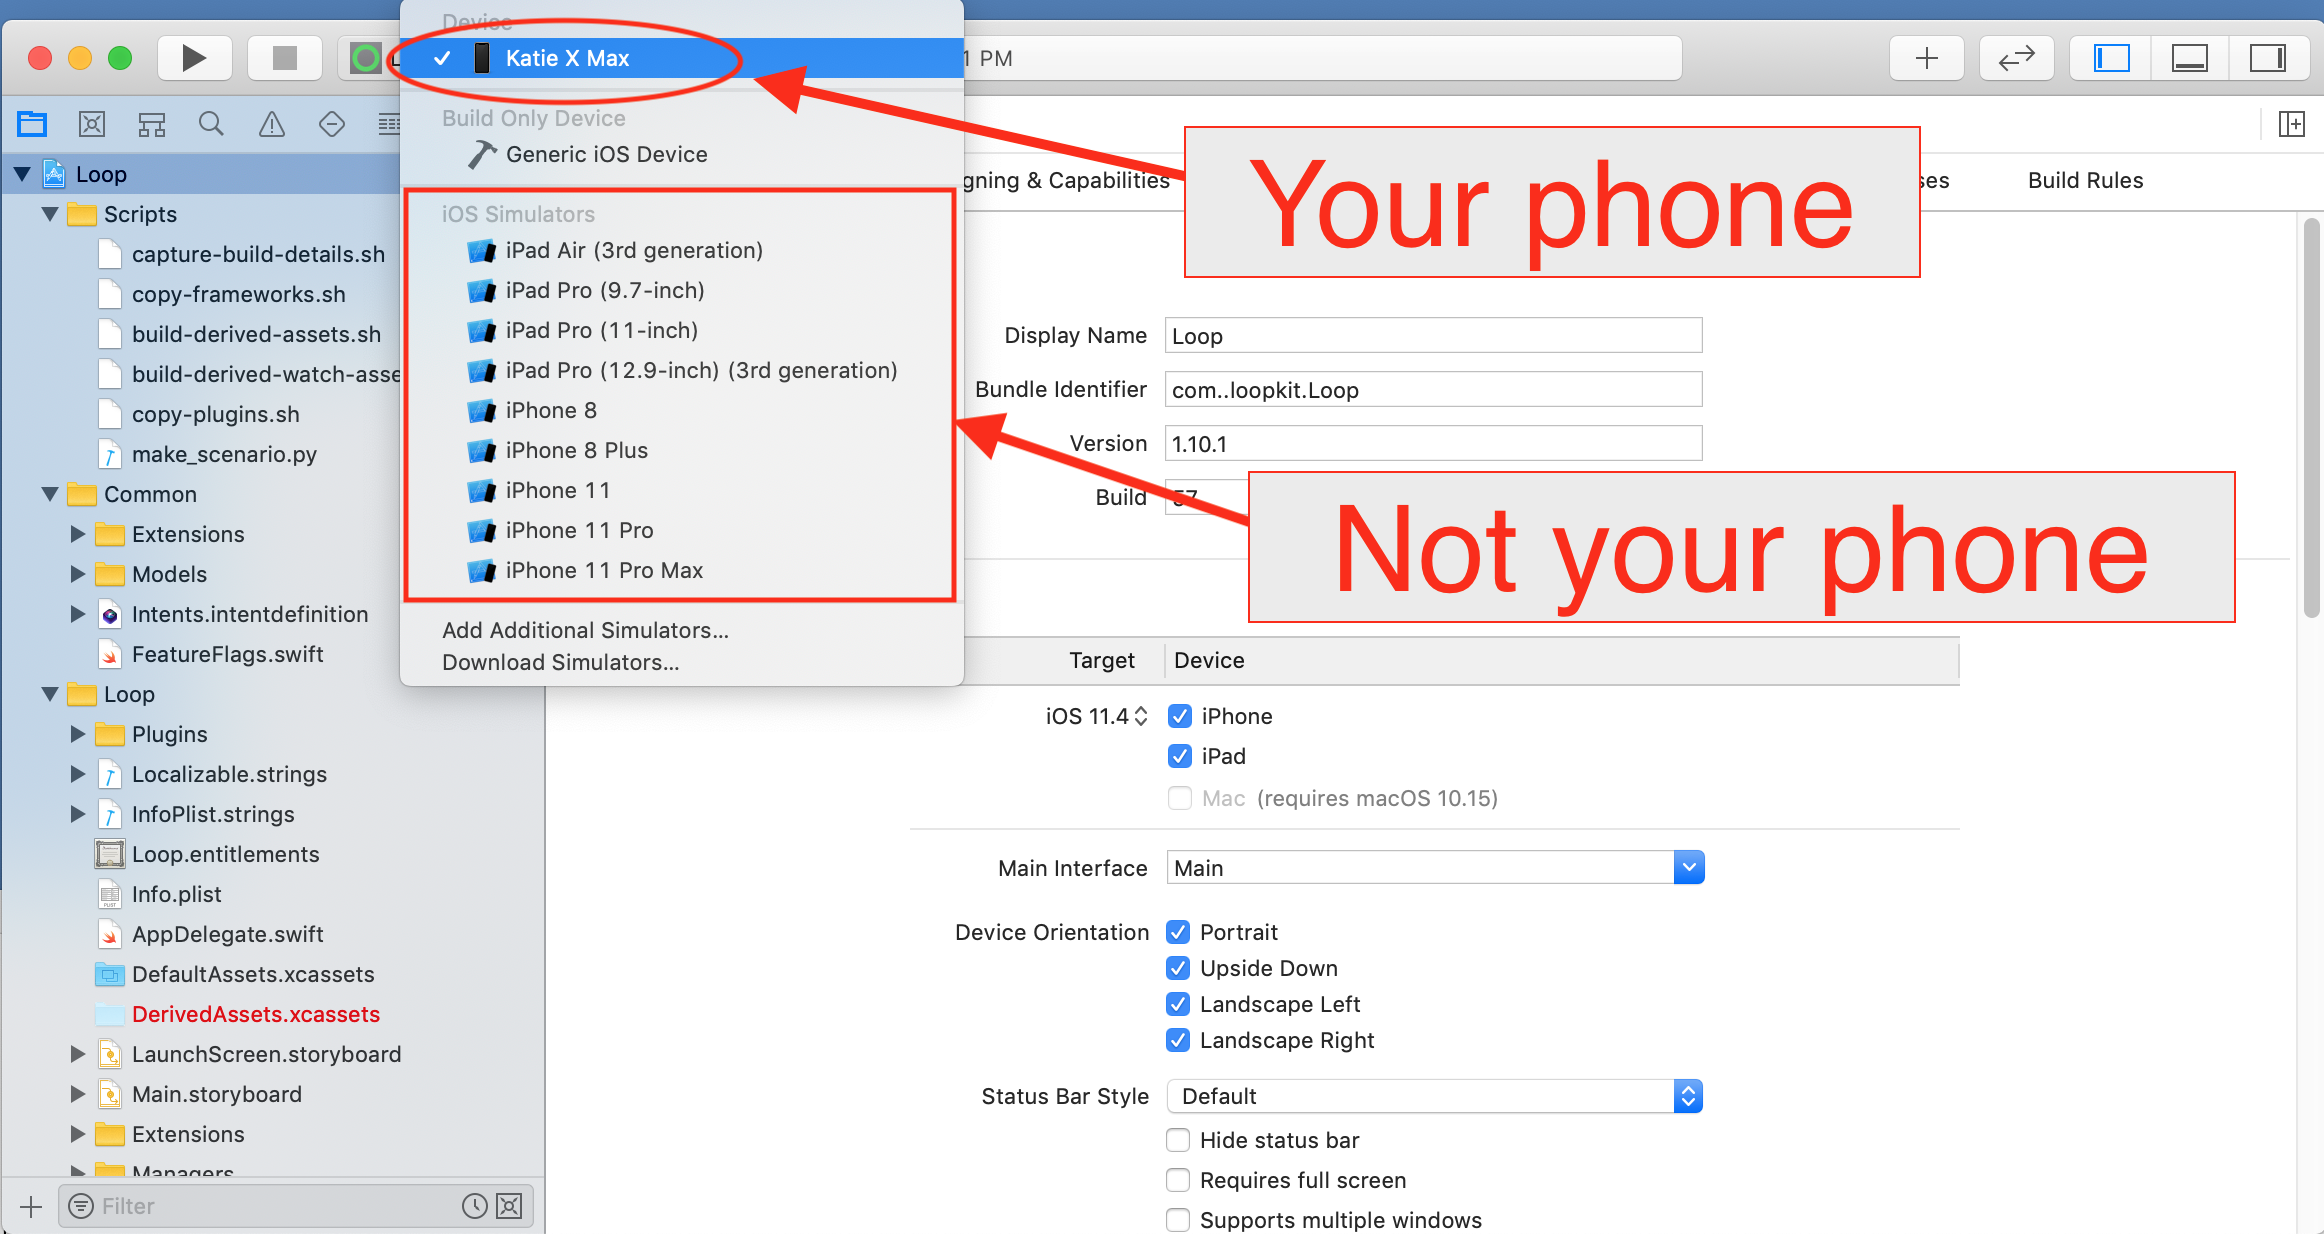 Device
Katie X Max
1 PM
Build Only Device
Generic iOS Device
iOS Simulators
iPad Air (3rd generation)
iPad Pro (9.7-inch)
iPad Pro (11-inch)
iPad Pro (12.9-inch) (3rd generation)
iPhone 8
iPhone 8 Plus
iPhone 11
iPhone 11 Pro
iPhone 11 Pro Max
Add Additional Simulators...
Download Simulators...
Your phone
Not your phone
Loop
Scripts
capture-build-details.sh
copy-frameworks.sh
build-derived-assets.sh
build-derived-watch-asse
copy-plugins.sh
make_scenario.py
Common
Extensions
Models
Intents.intentdefinition
FeatureFlags.swift
Loop
Plugins
Localizable.strings
InfoPlist.strings
Loop.entitlements
Info.plist
AppDelegate.swift
DefaultAssets.xcassets
DerivedAssets.xcassets
LaunchScreen.storyboard
Main.storyboard
Extensions
Managers
Filter
gning & Capabilities
ses
Build Rules
Display Name Loop
Bundle Identifier com..loopkit.Loop
Version 1.10.1
Build 57
Target Device
iOS 11.4 iPhone
iPad
Mac (requires macOS 10.15)
Main Interface Main
Device Orientation Portrait
Upside Down
Landscape Left
Landscape Right
Status Bar Style Default
Hide status bar
Requires full screen
Supports multiple windows